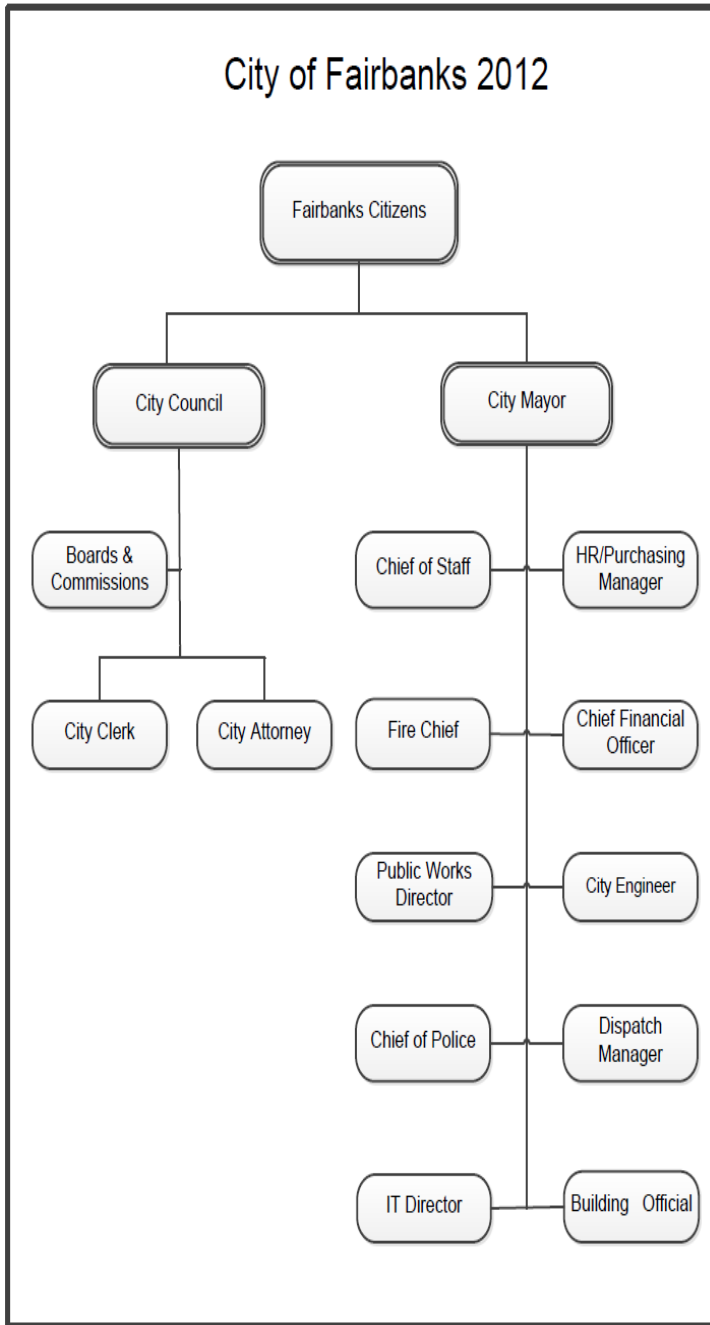 City of Fairbanks 2012
Fairbanks Citizens
City Council
City Mayor
Boards &
Commissions
Chief of Staff
HR/Purchasing
Manager
City Clerk
City Attorney
Fire Chief
Chief Financial
Officer
Public Works
Director
City Engineer
Chief of Police
Dispatch
Manager
IT Director
Building Official